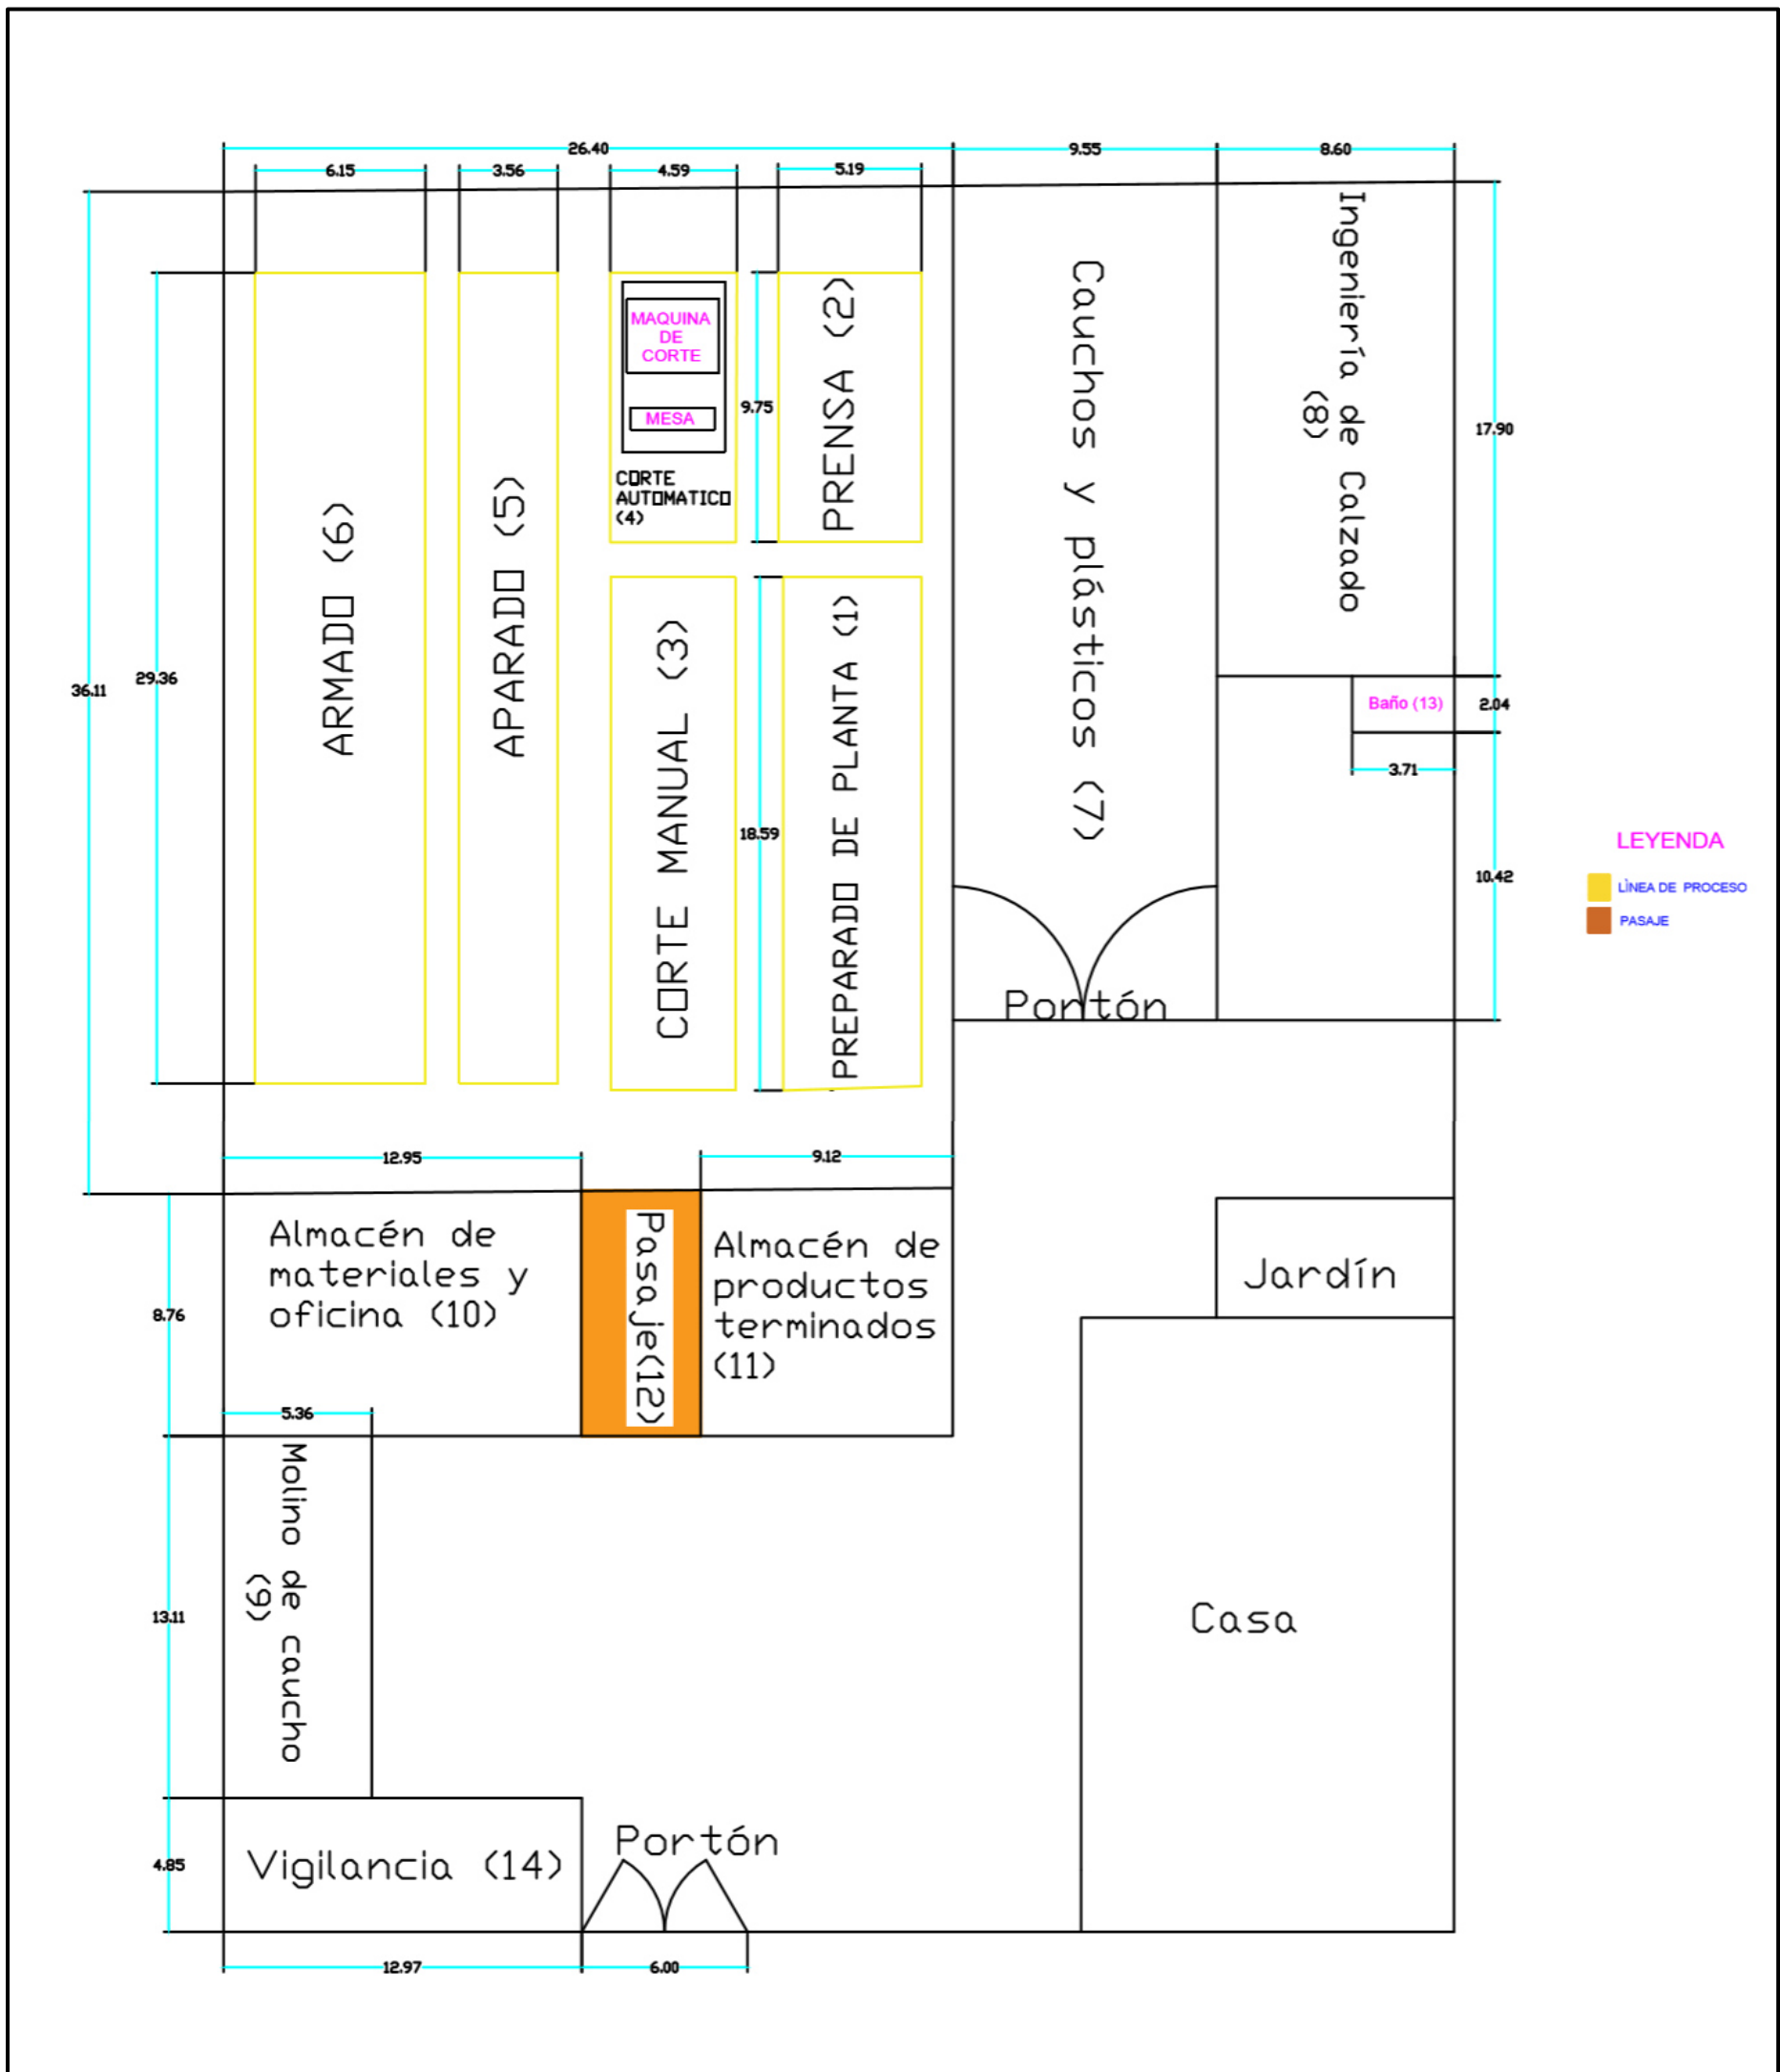 26.40
9.55
8.60
6.15
3.56
4.59
5.19
MAQUINA
DE
CORTE
MESA
CORTE
AUTOMATICO
(4)
9.75
PRENSA (2)
ARMADO (6)
APARADO (5)
CORTE MANUAL (3)
PREPARADO DE PLANTA (1)
18.59
36.11
29.36
Cauchos y plásticos (7)
Ingeniería de Calzado
(8)
17.90
Baño (13)
2.04
3.71
10.42
Portón
LEYENDA
LÌNEA DE PROCESO
PASAJE
12.95
9.12
Almacén de
materiales y
oficina (10)
Pasaje(12)
Almacén de
productos
terminados
(11)
8.76
Jardín
5.36
Molino de caucho
(9)
13.11
Casa
Vigilancia (14)
4.85
Portón
12.97
6.00